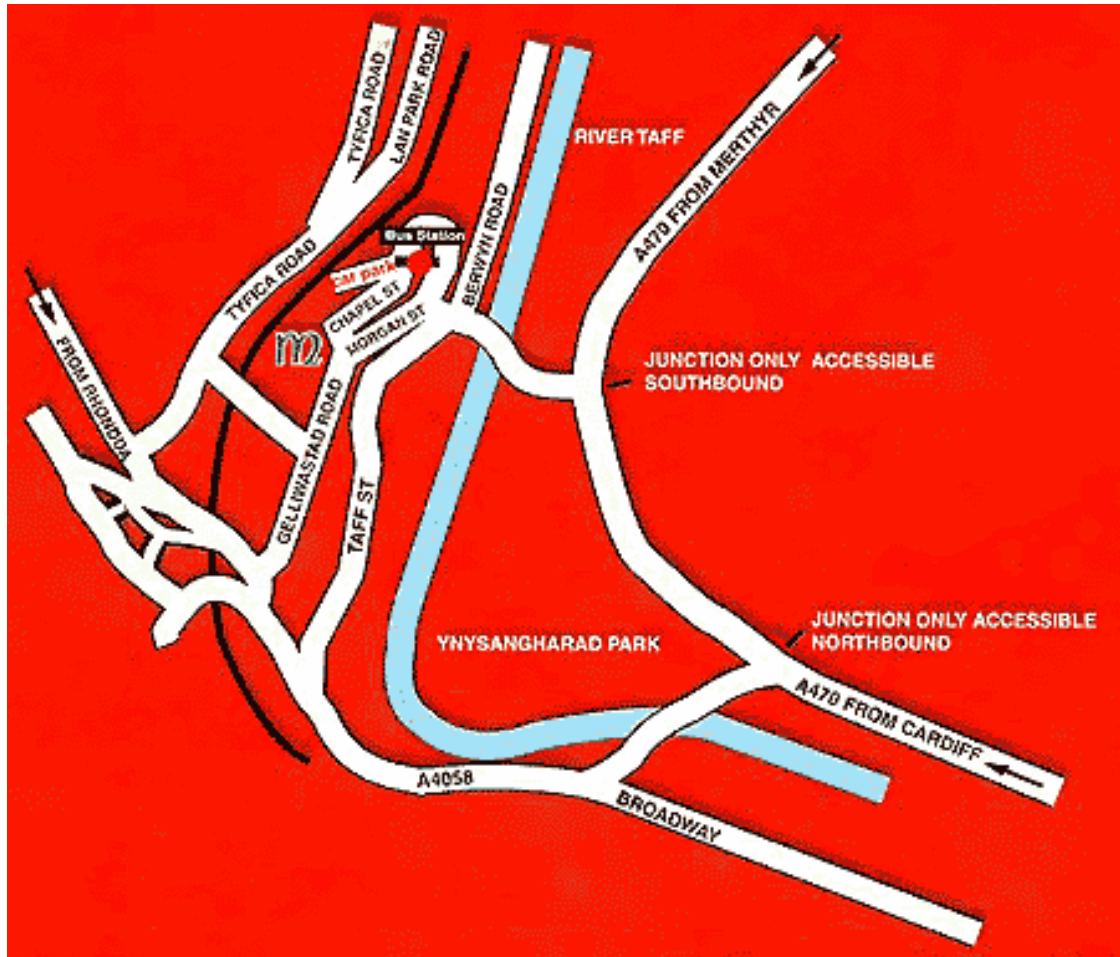 TYFICA ROAD
LAN PARK ROAD
RIVER TAFF
A470 FROM MERTHYR
BERWYN ROAD
Bus Station
TYFICA ROAD
car park
CHAPEL ST
MORGAN ST
m
FROM RHONDDA
JUNCTION ONLY ACCESSIBLE
SOUTHBOUND
GELLIWASTAD ROAD
TAFF ST
JUNCTION ONLY ACCESSIBLE
NORTHBOUND
YNYSANGHARAD PARK
A470 FROM CARDIFF
A4058
BROADWAY